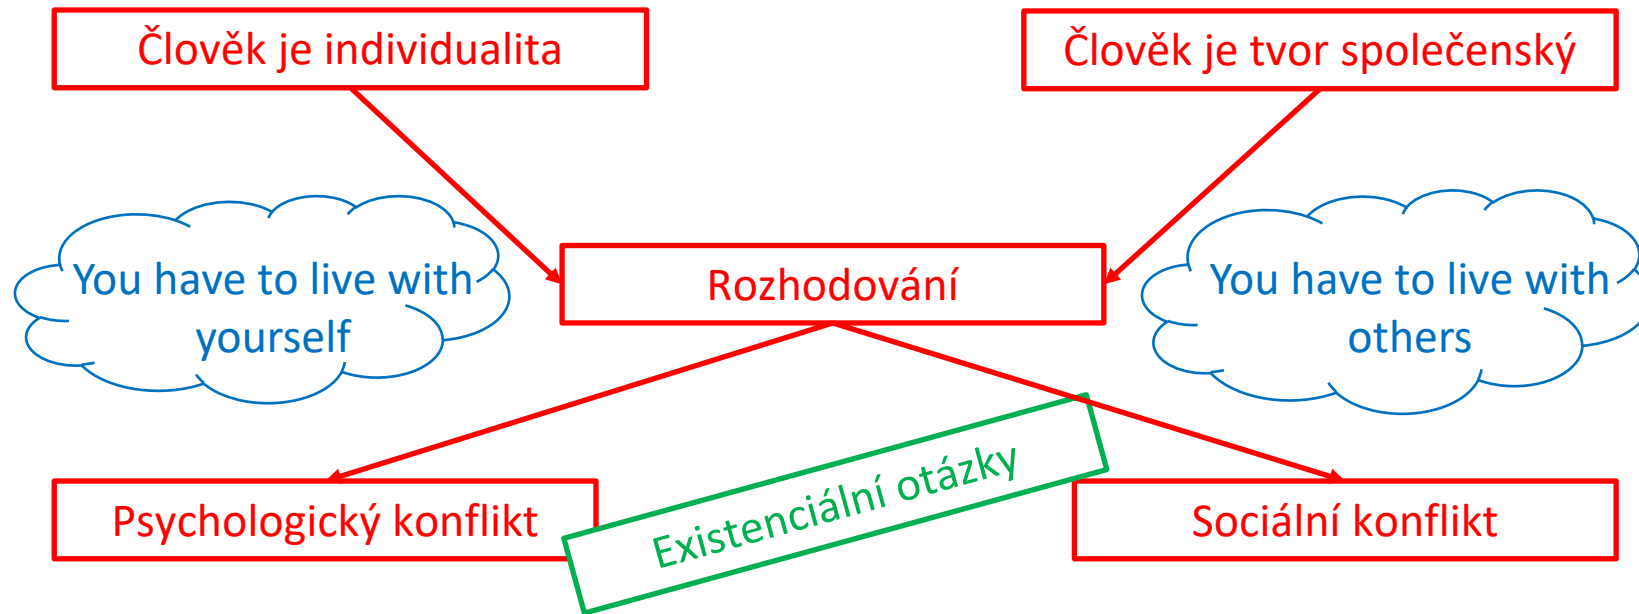 Člověk je individualita
Člověk je tvor společenský
You have to live with
yourself
Rozhodování
You have to live with
others
Psychologický konflikt
Existenciální otázky
Sociální konflikt